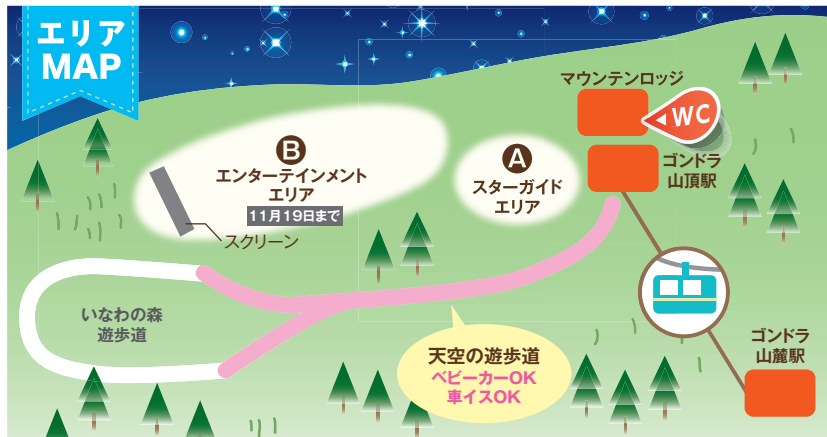 エリア
MAP
マウンテンロッジ
WC
ゴンドラ
山頂駅
A
スターガイド
エリア
B
エンターテインメント
エリア
11月19日まで
スクリーン
いなわの森
遊歩道
天空の遊歩道
ベビーカーOK
車イスOK
ゴンドラ
山麓駅